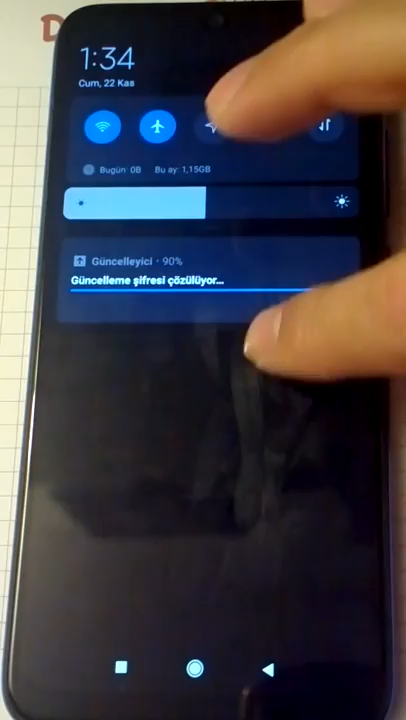 D
1:34
Cum, 22 Kas
Bugün: 0B Bu ay: 1,15GB
Güncelleyici · 90%
Güncelleme şifresi çözülüyor...